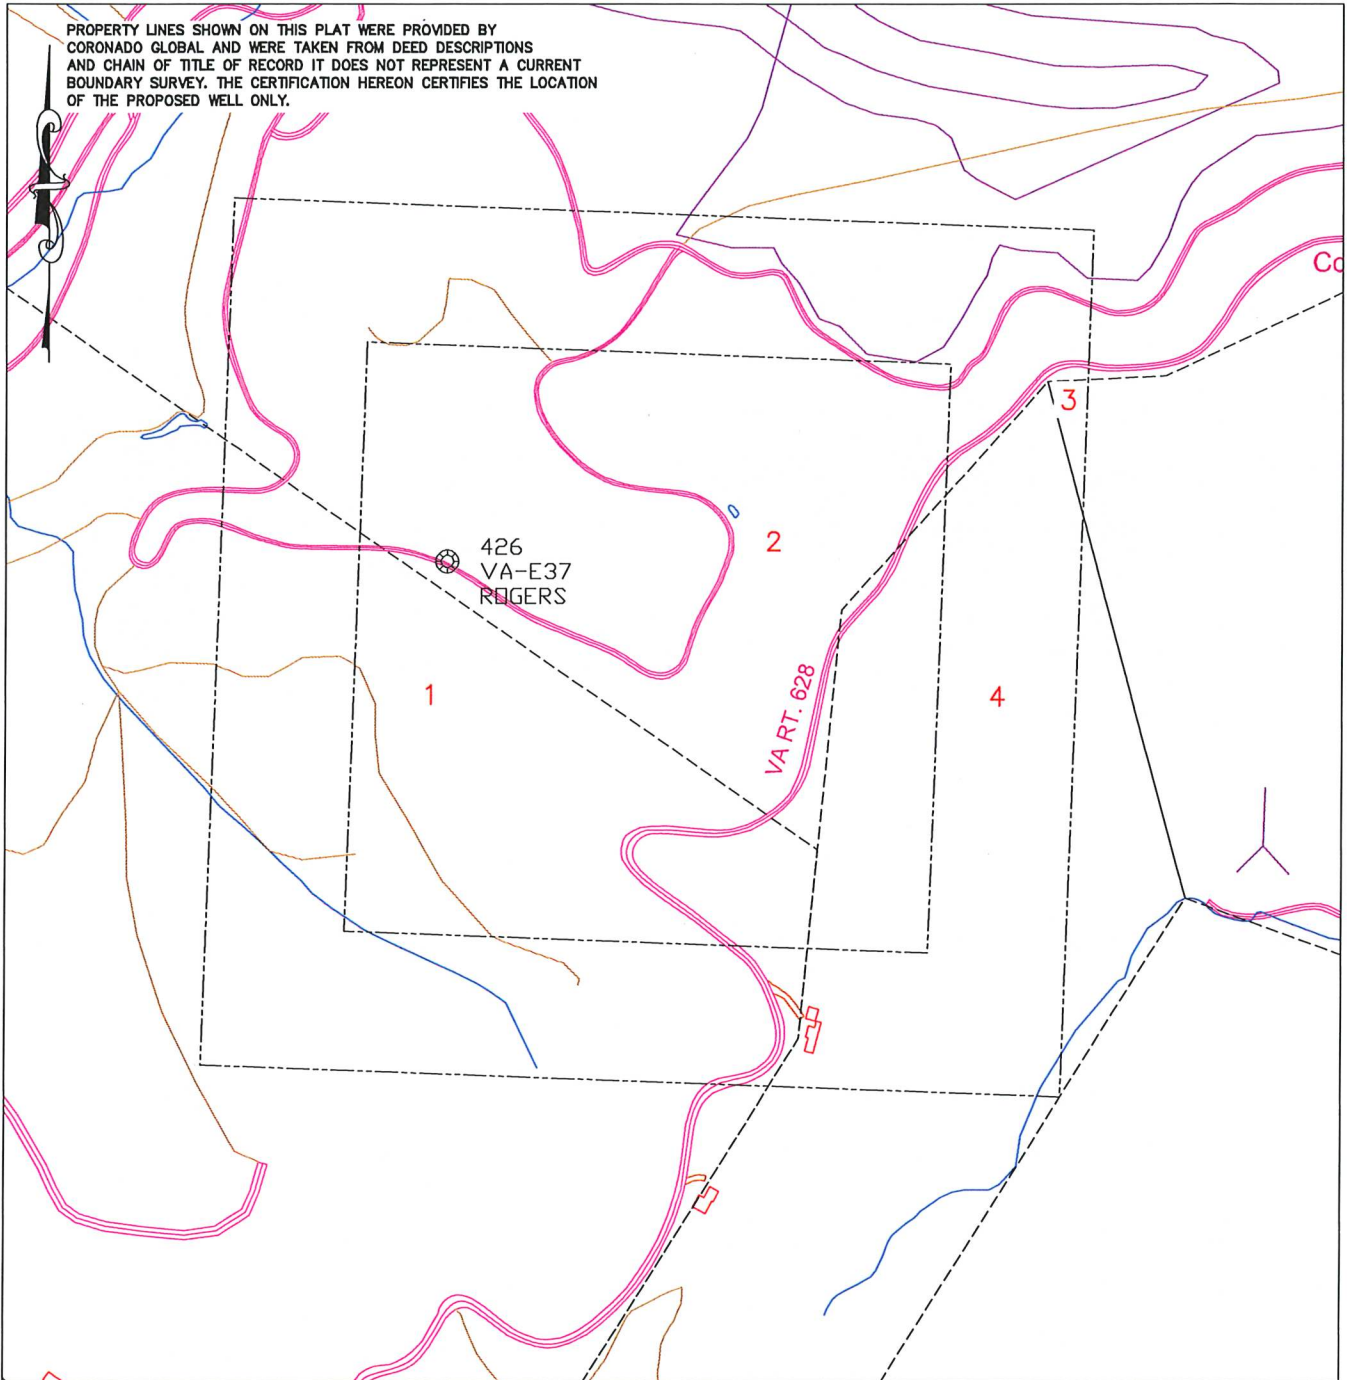 PROPERTY LINES SHOWN ON THIS PLAT WERE PROVIDED BY
CORONADO GLOBAL AND WERE TAKEN FROM DEED DESCRIPTIONS
AND CHAIN OF TITLE OF RECORD IT DOES NOT REPRESENT A CURRENT
BOUNDARY SURVEY. THE CERTIFICATION HEREON CERTIFIES THE LOCATION
OF THE PROPOSED WELL ONLY.
Co
3
426
VA-E37
ROGERS
2
1
VA RT. 628
4